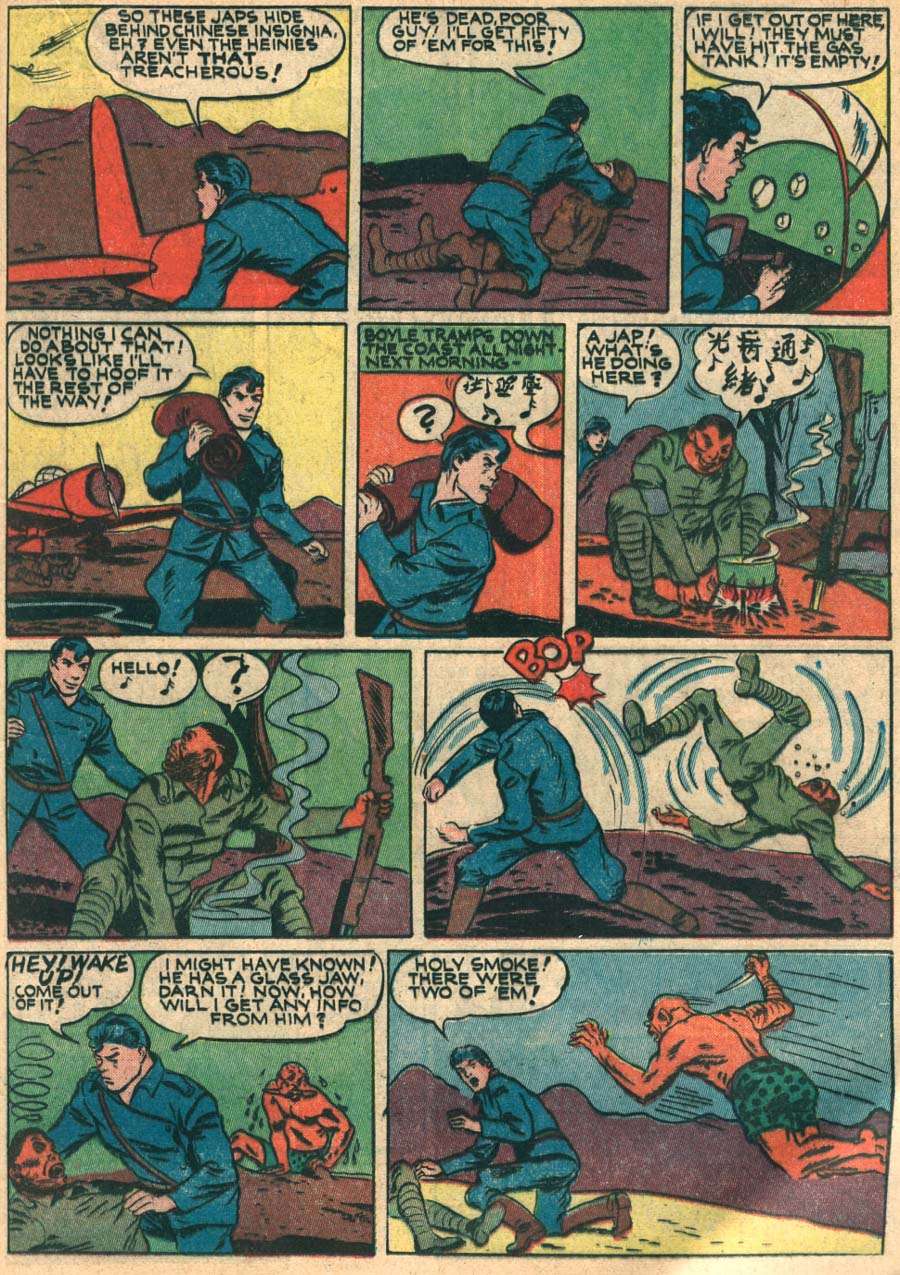 SO THESE JAPS HIDE
BEHIND CHINESE INSIGNIA,
EH? EVEN THE HEINIES
AREN'T THAT
TREACHEROUS!
HE'S DEAD, POOR
GUY! I'LL GET FIFTY
OF 'EM FOR THIS!
IF I GET OUT OF HERE,
I WILL! THEY MUST
HAVE HIT THE GAS
TANK! IT'S EMPTY!
NOTHING I CAN
DO ABOUT THAT!
LOOKS LIKE I'LL
HAVE TO HOOF IT
THE REST OF
THE WAY!
BOYLE TRAMPS DOWN
THE COAST ALL NIGHT.
NEXT MORNING--
?
A JAP!
WHAT'S
HE DOING
HERE?
通
緒
HELLO!
?
BOP
HEY! WAKE
UP!
COME OUT
OF IT!
I MIGHT HAVE KNOWN!
HE HAS A GLASS JAW,
DARN IT! NOW, HOW
WILL I GET ANY INFO
FROM HIM?
HOLY SMOKE!
THERE WERE
TWO OF 'EM!